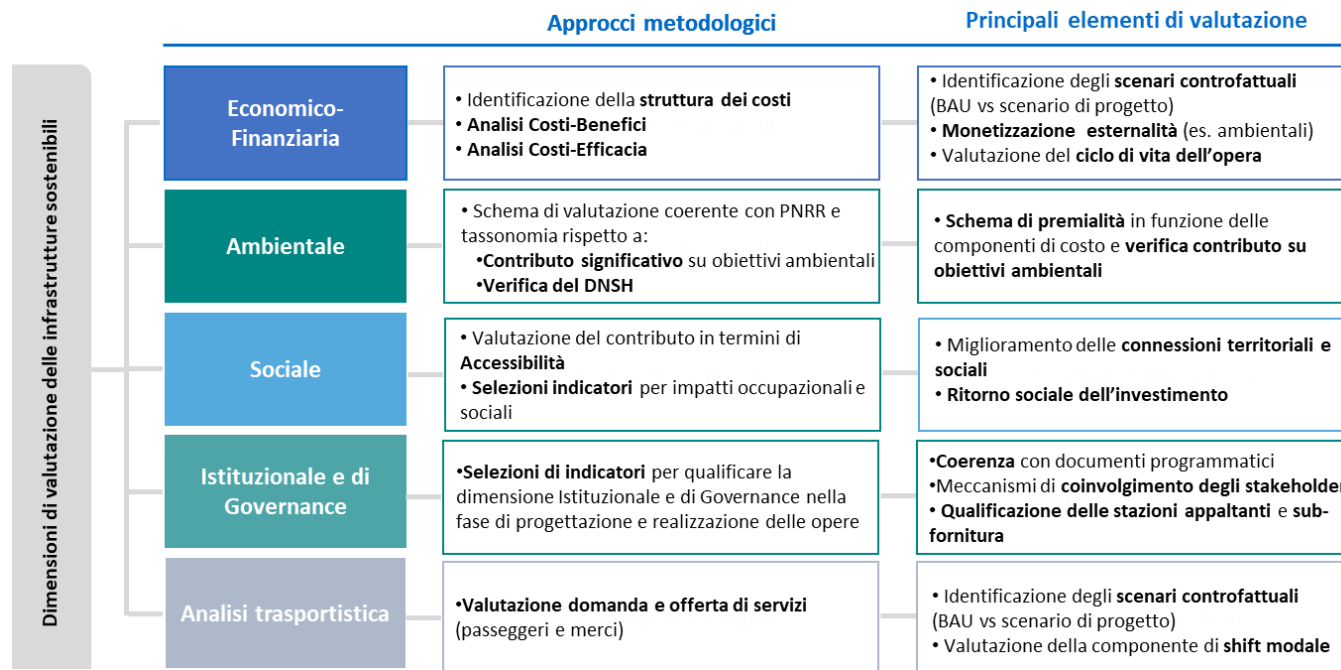 Approcci metodologici
Principali elementi di valutazione
Dimensioni di valutazione delle infrastrutture sostenibili
Economico-
Finanziaria
• Identificazione della struttura dei costi
• Analisi Costi-Benefici
• Analisi Costi-Efficacia
• Identificazione degli scenari controfattuali
(BAU vs scenario di progetto)
• Monetizzazione esternalità (es. ambientali)
• Valutazione del ciclo di vita dell’opera
Ambientale
• Schema di valutazione coerente con PNRR e
tassonomia rispetto a:
•Contributo significativo su obiettivi ambientali
•Verifica del DNSH
• Schema di premialità in funzione delle
componenti di costo e verifica contributo su
obiettivi ambientali
Sociale
• Valutazione del contributo in termini di
Accessibilità
• Selezioni indicatori per impatti occupazionali e
sociali
• Miglioramento delle connessioni territoriali e
sociali
• Ritorno sociale dell’investimento
Istituzionale e di
Governance
•Selezioni di indicatori per qualificare la
dimensione Istituzionale e di Governance nella
fase di progettazione e realizzazione delle opere
•Coerenza con documenti programmatici
•Meccanismi di coinvolgimento degli stakeholder
• Qualificazione delle stazioni appaltanti e sub-
fornitura
Analisi trasportistica
•Valutazione domanda e offerta di servizi
(passeggeri e merci)
• Identificazione degli scenari controfattuali
(BAU vs scenario di progetto)
• Valutazione della componente di shift modale